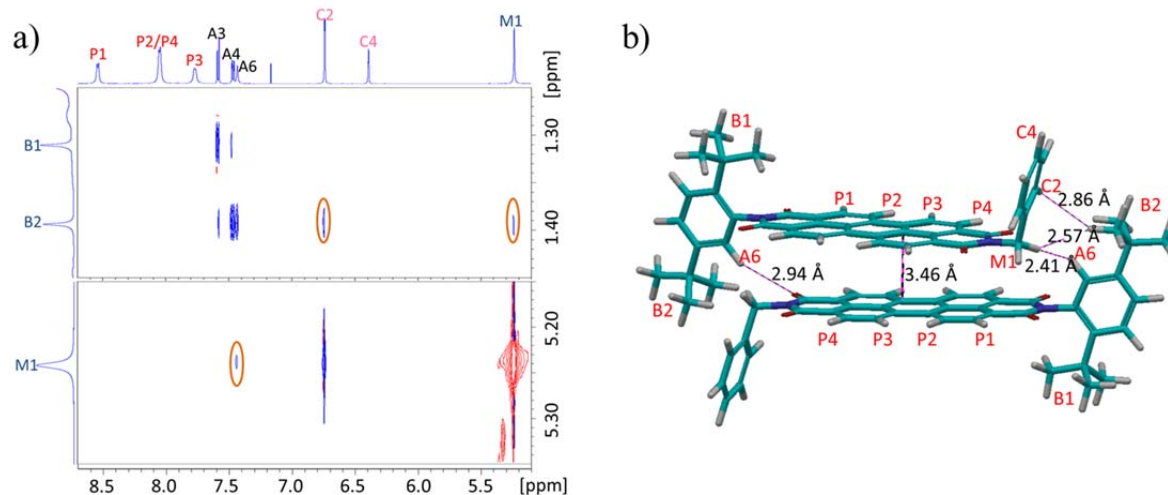 a)
P1
P2/P4
P3
A3
A4
A6
C2
C4
M1
[ppm]
B1
1.30
B2
1.40
M1
5.20
5.30
8.5
8.0
7.5
7.0
6.5
6.0
5.5
[ppm]
b)
B1
C4
P1
P2
P3
P4
C2
2.86 Å
B2
2.57 Å
M1
A6
2.41 Å
A6
2.94 Å
3.46 Å
B2
P4
P3
P2
P1
B1